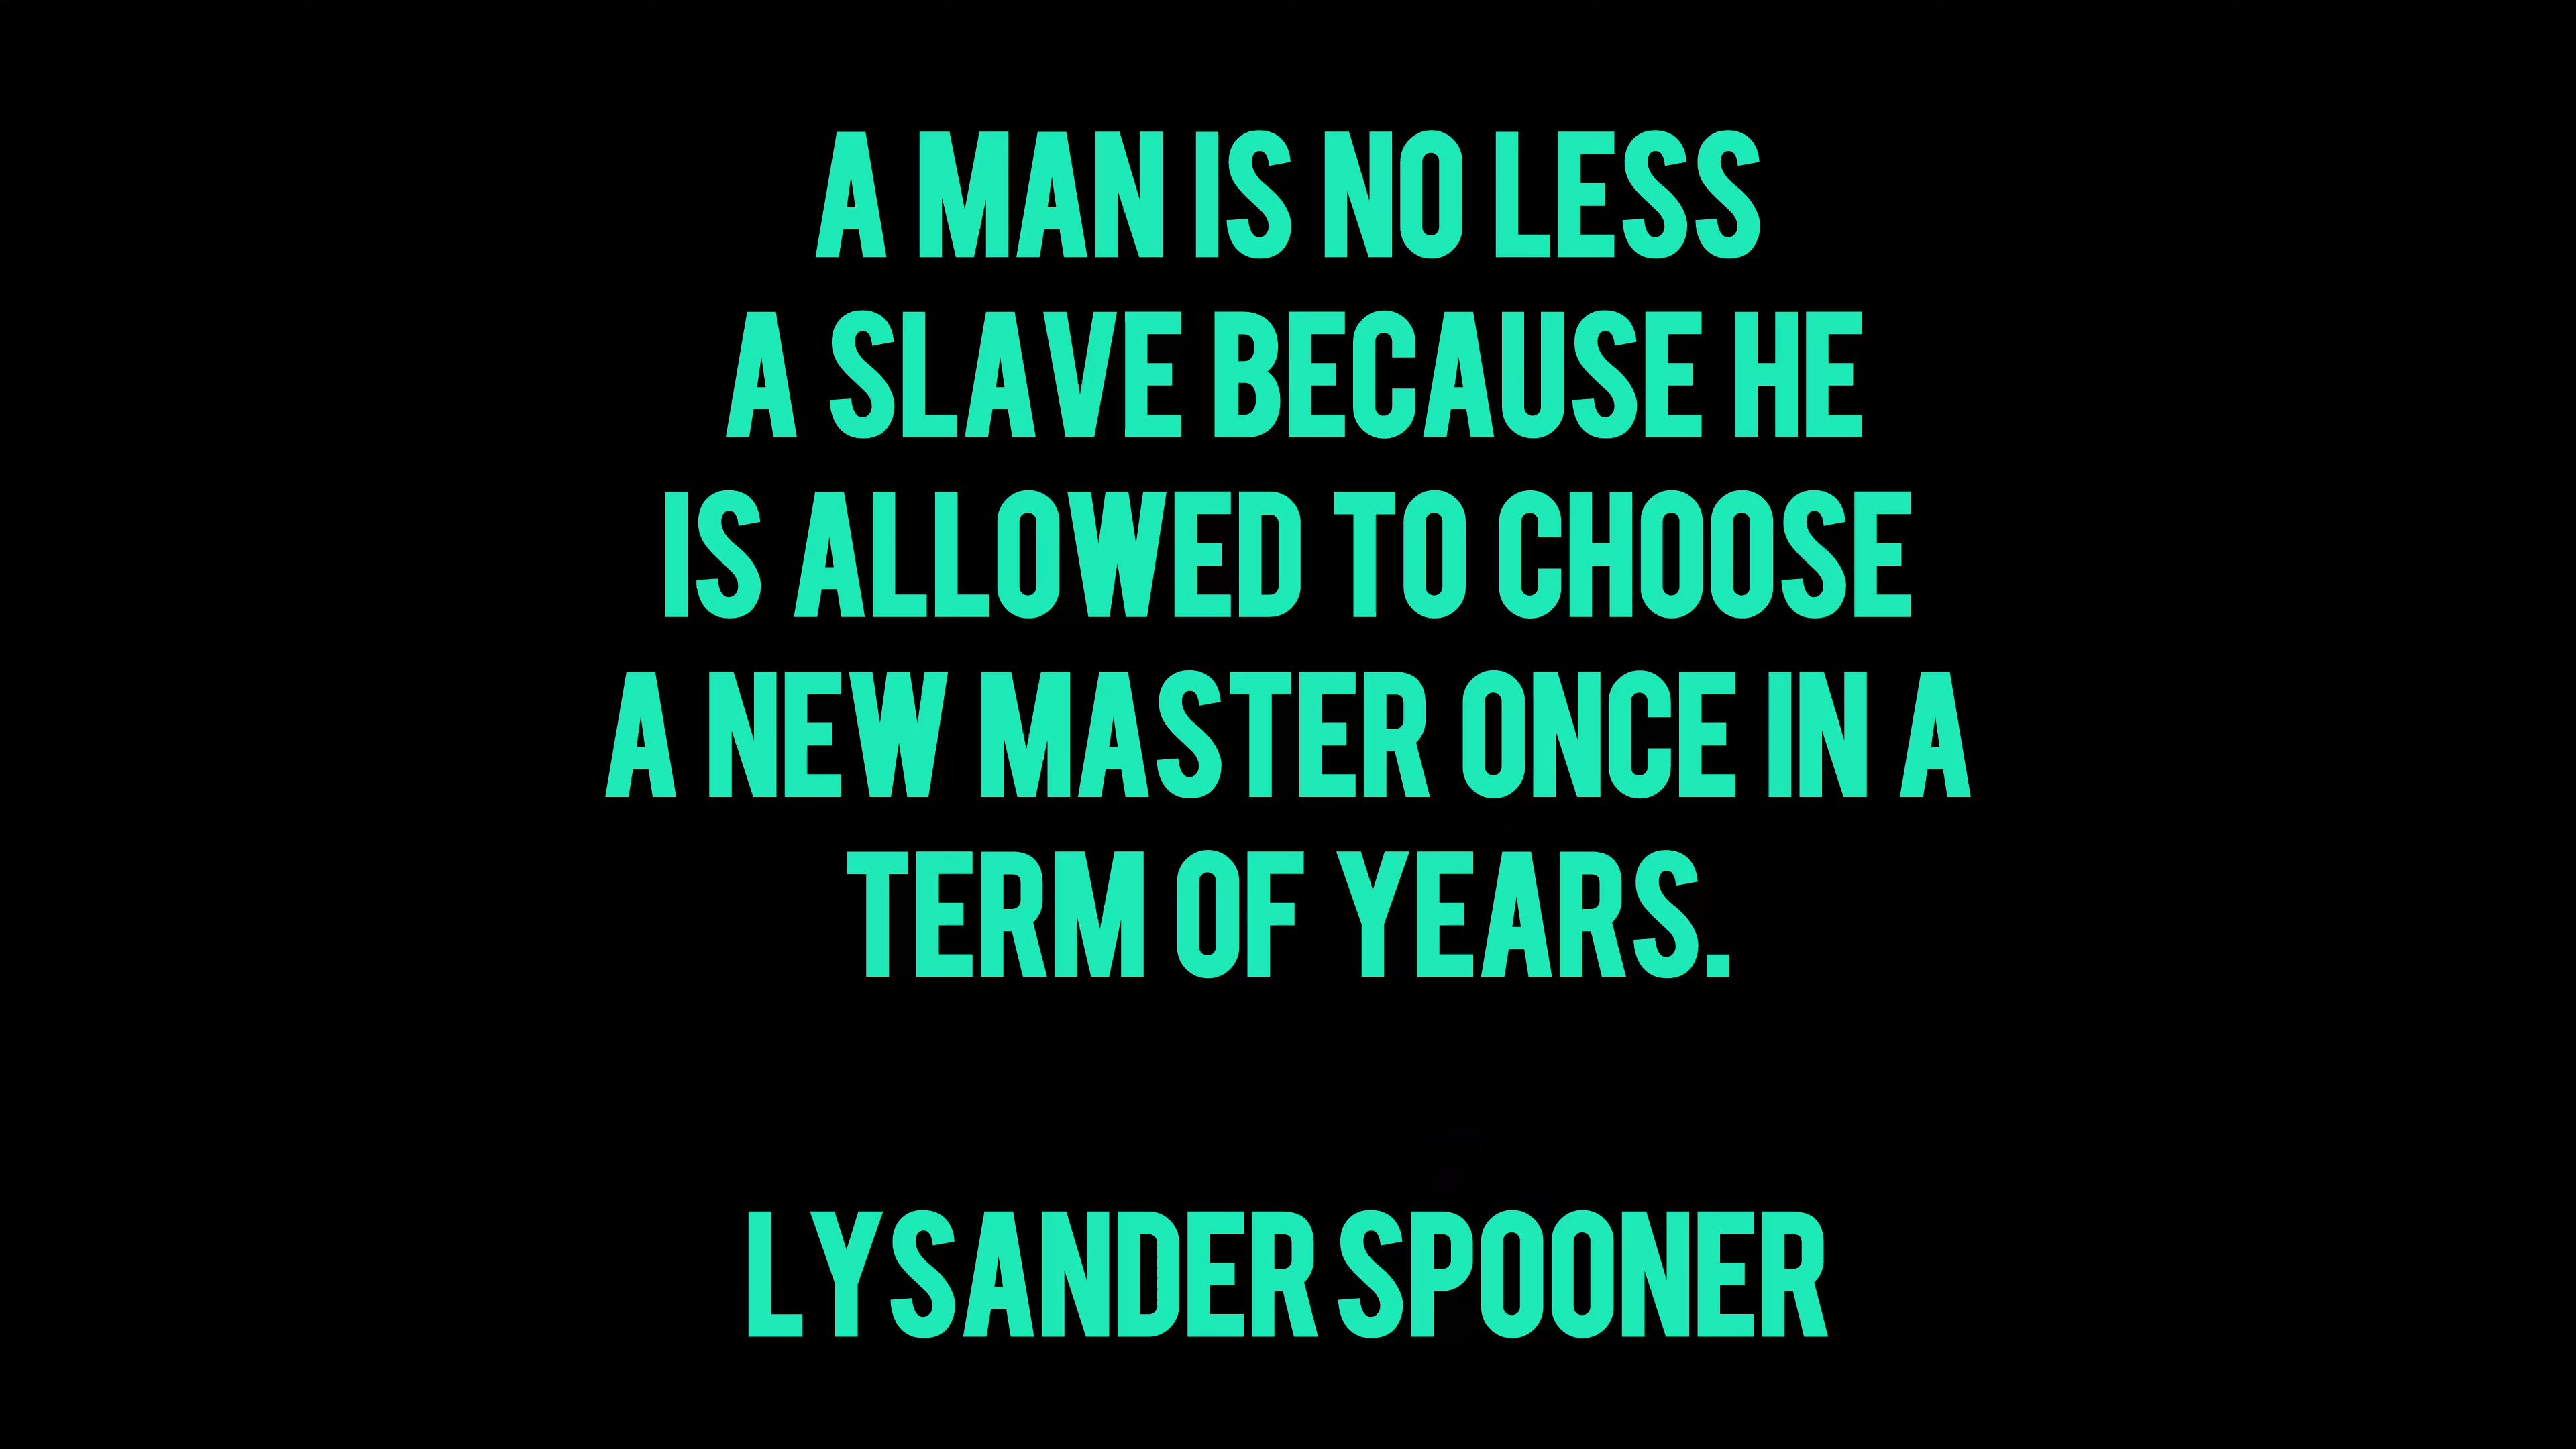 A MAN IS NO LESS
A SLAVE BECAUSE HE
IS ALLOWED TO CHOOSE
A NEW MASTER ONCE IN A
TERM OF YEARS.
LYSANDER SPOONER